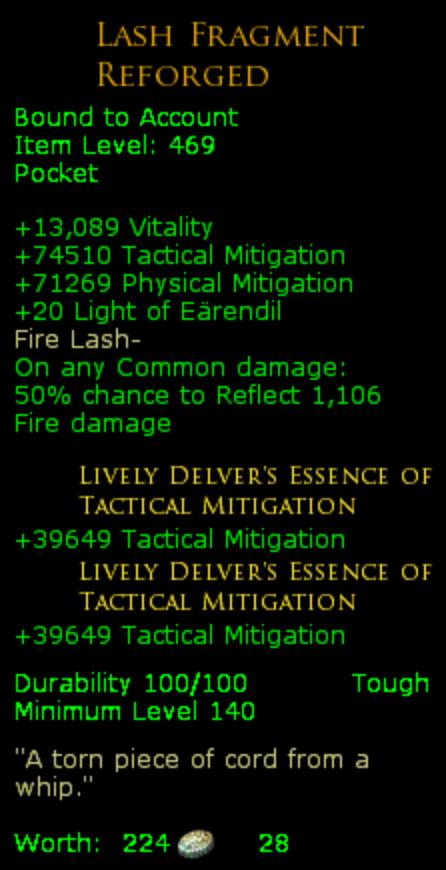 Lash Fragment
Reforged
Bound to Account
Item Level: 469
Pocket
+13,089 Vitality
+74510 Tactical Mitigation
+71269 Physical Mitigation
+20 Light of Eärendil
Fire Lash-
On any Common damage:
50% chance to Reflect 1,106
Fire damage
Lively Delver's Essence of
Tactical Mitigation
+39649 Tactical Mitigation
Lively Delver's Essence of
Tactical Mitigation
+39649 Tactical Mitigation
Durability 100/100 Tough
Minimum Level 140
"A torn piece of cord from a
whip."
Worth: 224 28